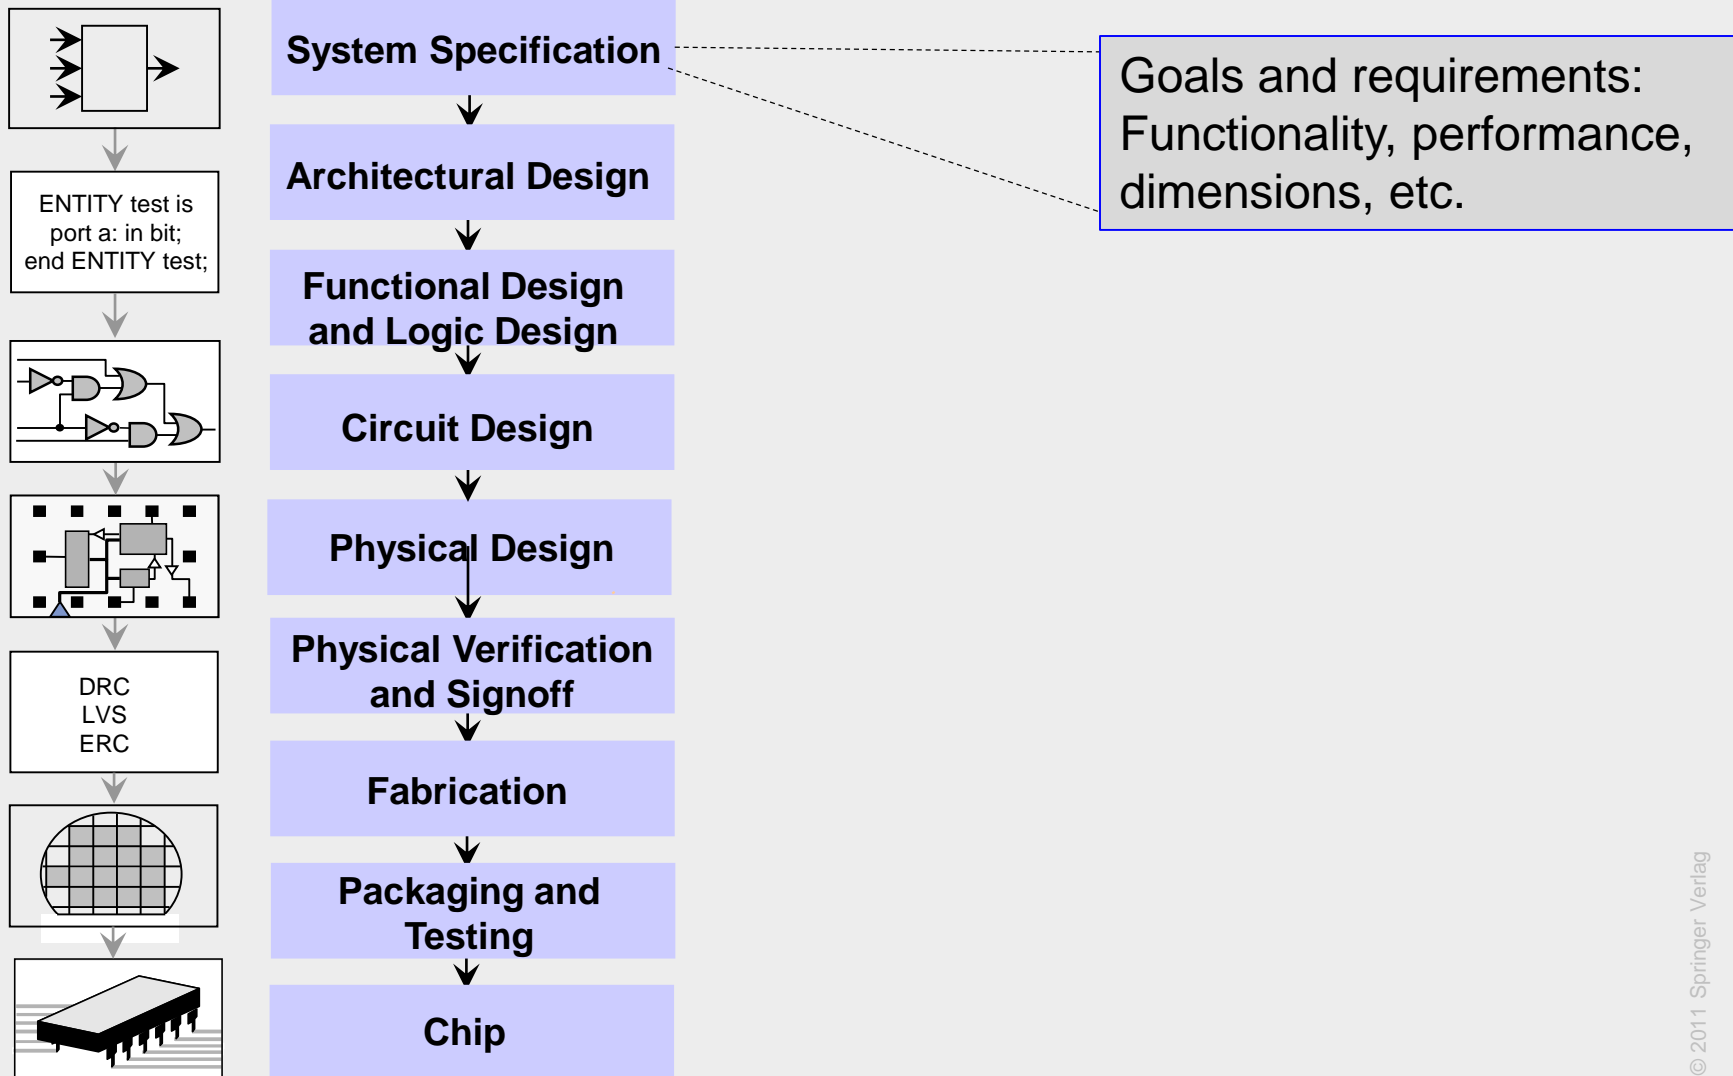 System Specification
Goals and requirements:
Functionality, performance,
dimensions, etc.
Architectural Design
ENTITY test is
port a: in bit;
end ENTITY test;
Functional Design
and Logic Design
Circuit Design
Physical Design
Physical Verification
and Signoff
DRC
LVS
ERC
Fabrication
Packaging and
Testing
Chip
© 2011 Springer Verlag